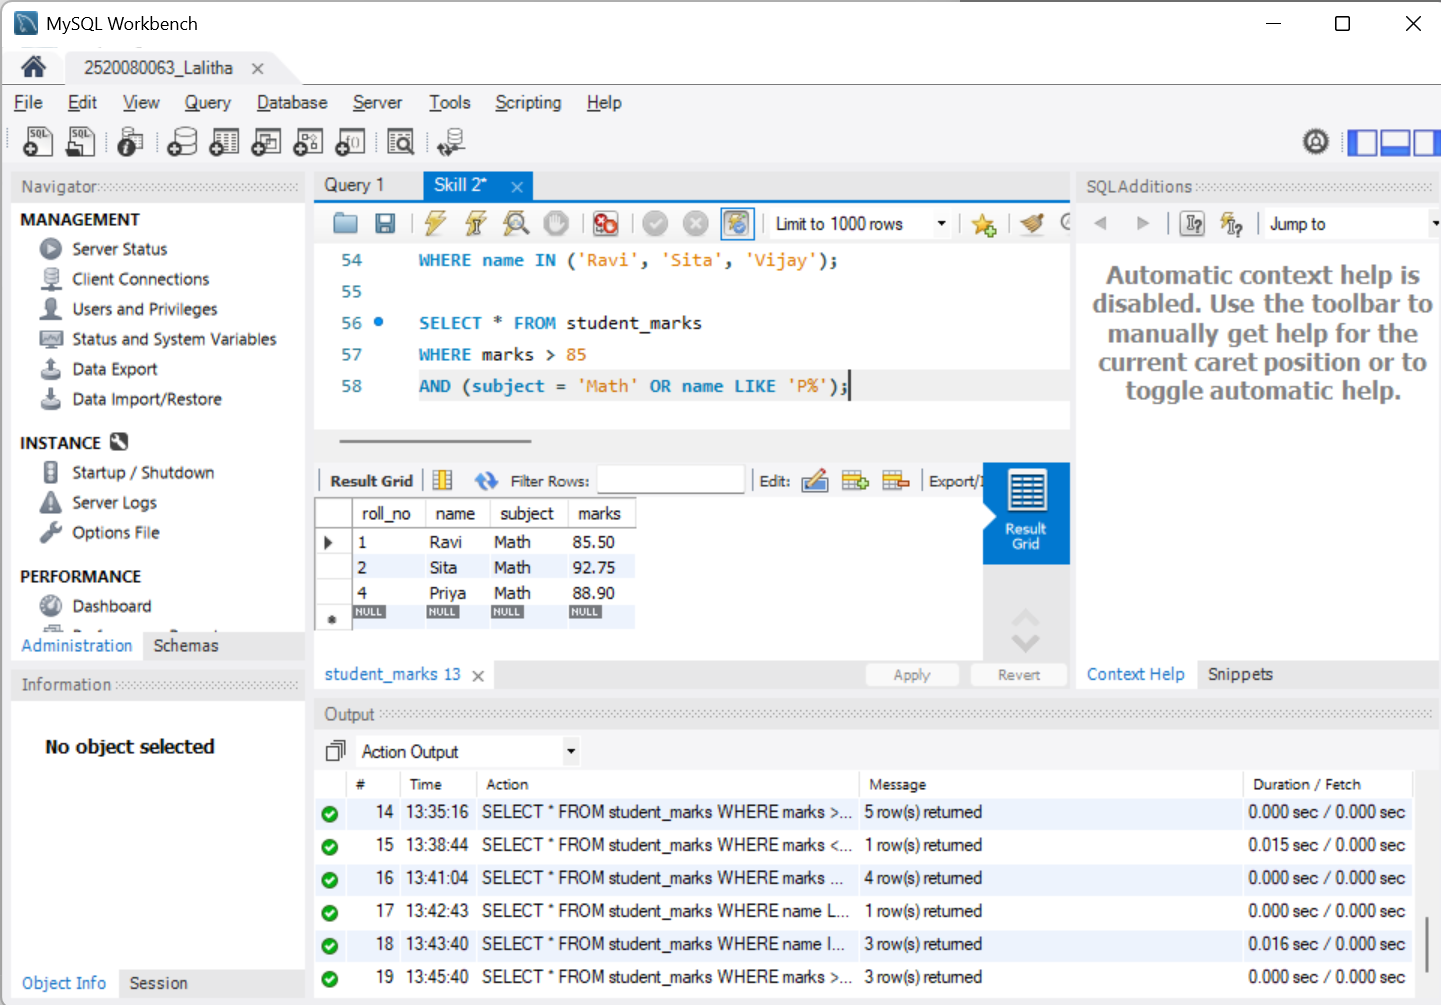 MySQL Workbench
2520080063_Lalitha
File Edit View Query Database Server Tools Scripting Help
Navigator
MANAGEMENT
Server Status
Client Connections
Users and Privileges
Status and System Variables
Data Export
Data Import/Restore
INSTANCE
Startup / Shutdown
Server Logs
Options File
PERFORMANCE
Dashboard
Administration Schemas
Information
No object selected
Object Info Session
Query 1 Skill 2*
Limit to 1000 rows
54 WHERE name IN ('Ravi', 'Sita', 'Vijay');
55
56 SELECT * FROM student_marks
57 WHERE marks > 85
58 AND (subject = 'Math' OR name LIKE 'P%');
Result Grid Filter Rows: Edit: Export/I
roll_no name subject marks
1 Ravi Math 85.50
2 Sita Math 92.75
4 Priya Math 88.90
NULL NULL NULL NULL
Result
Grid
student_marks 13 Apply Revert
SQLAdditions
Jump to
Automatic context help is
disabled. Use the toolbar to
manually get help for the
current caret position or to
toggle automatic help.
Context Help Snippets
Output
Action Output
# Time Action Message Duration / Fetch
14 13:35:16 SELECT * FROM student_marks WHERE marks >... 5 row(s) returned 0.000 sec / 0.000 sec
15 13:38:44 SELECT * FROM student_marks WHERE marks <... 1 row(s) returned 0.015 sec / 0.000 sec
16 13:41:04 SELECT * FROM student_marks WHERE marks ... 4 row(s) returned 0.000 sec / 0.000 sec
17 13:42:43 SELECT * FROM student_marks WHERE name L... 1 row(s) returned 0.000 sec / 0.000 sec
18 13:43:40 SELECT * FROM student_marks WHERE name I... 3 row(s) returned 0.016 sec / 0.000 sec
19 13:45:40 SELECT * FROM student_marks WHERE marks >... 3 row(s) returned 0.000 sec / 0.000 sec